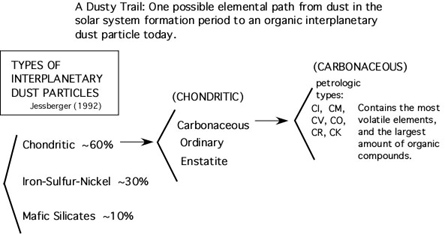 A Dusty Trail: One possible elemental path from dust in the
solar system formation period to an organic interplanetary
dust particle today.
TYPES OF
INTERPLANETARY
DUST PARTICLES
Jessberger (1992)
Chondritic ~60%
Iron-Sulfur-Nickel ~30%
Mafic Silicates ~10%
(CHONDRITIC)
Carbonaceous
Ordinary
Enstatite
(CARBONACEOUS)
petrologic
types:
CI, CM,
CV, CO,
CR, CK
Contains the most
volatile elements,
and the largest
amount of organic
compounds.